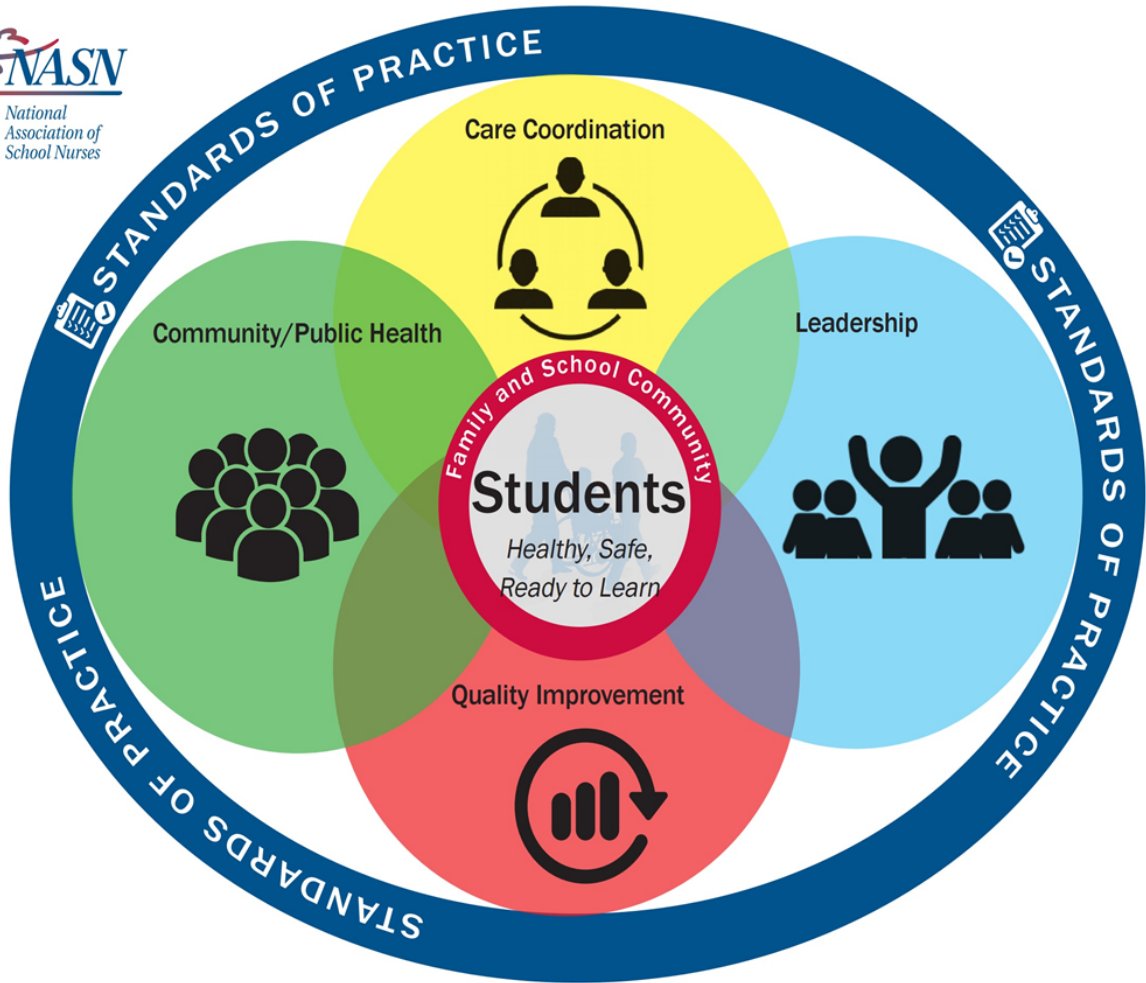 NASN
National
Association of
School Nurses
STANDARDS OF PRACTICE
Care Coordination
Community/Public Health
Leadership
STANDARDS OF PRACTICE
Family and School Community
Students
Healthy, Safe,
Ready to Learn
Quality Improvement
STANDARDS OF PRACTICE